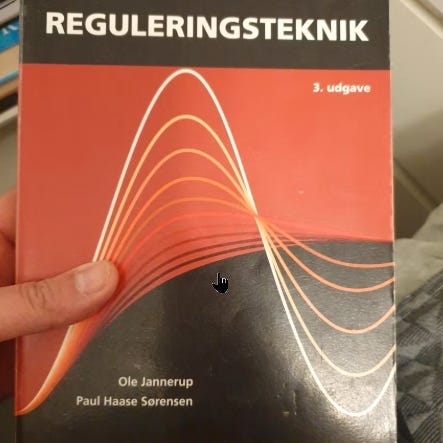 REGULERINGSTEKNIK
3. udgave
Ole Jannerup
Paul Haase Sørensen